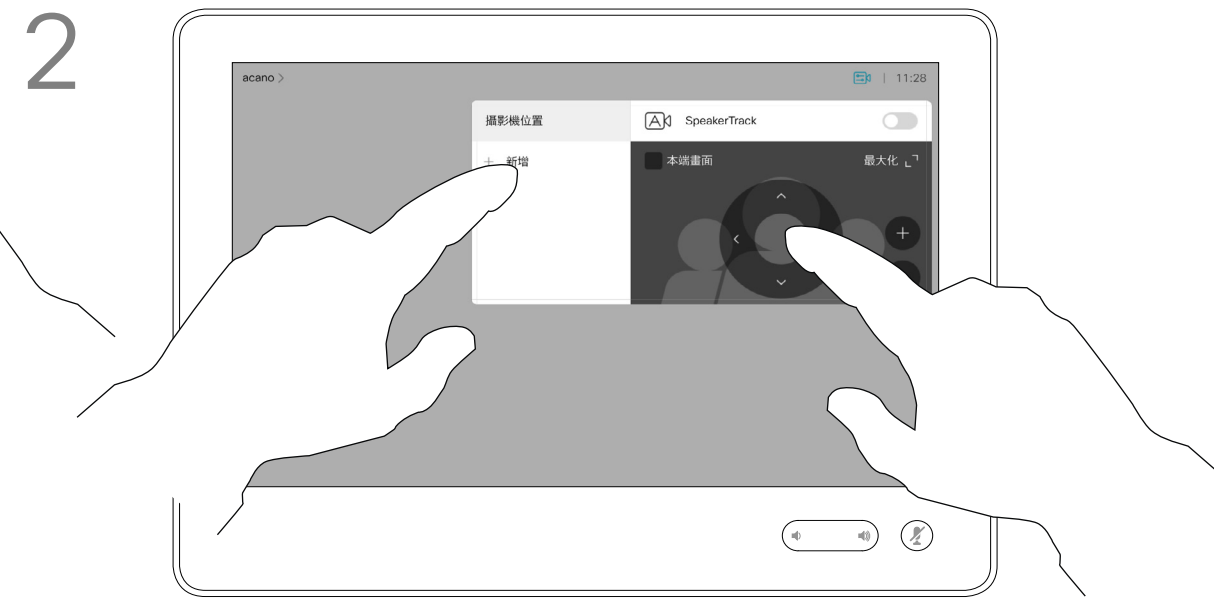 2
acano >
11:28
攝影機位置
SpeakerTrack
+ 新增
本端畫面
最大化